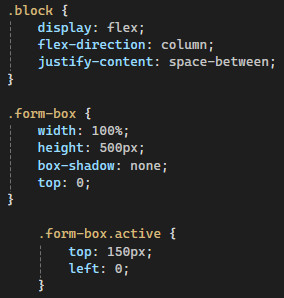 .block {
display: flex;
flex-direction: column;
justify-content: space-between;
}
.form-box {
width: 100%;
height: 500px;
box-shadow: none;
top: 0;
}
.form-box.active {
top: 150px;
left: 0;
}